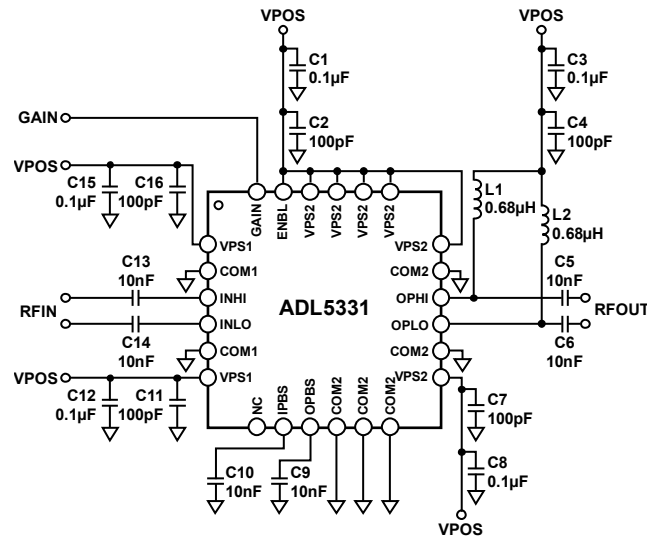 VPOS
VPOS
C1
0.1µF
C3
0.1µF
GAIN
C2
100pF
C4
100pF
VPOS
C15
0.1µF
C16
100pF
GAIN
ENBL
VPS2
VPS2
VPS2
VPS2
L1
0.68µH
L2
0.68µH
VPS1
VPS2
C13
10nF
COM1
COM2
C5
10nF
RFIN
INHI
ADL5331
OPHI
RFOUT
INLO
OPLO
C14
10nF
COM1
COM2
C6
10nF
VPOS
VPS1
VPS2
C12
0.1µF
C11
100pF
C7
100pF
NC
IPBS
OPBS
COM2
COM2
COM2
C10
10nF
C9
10nF
C8
0.1µF
VPOS